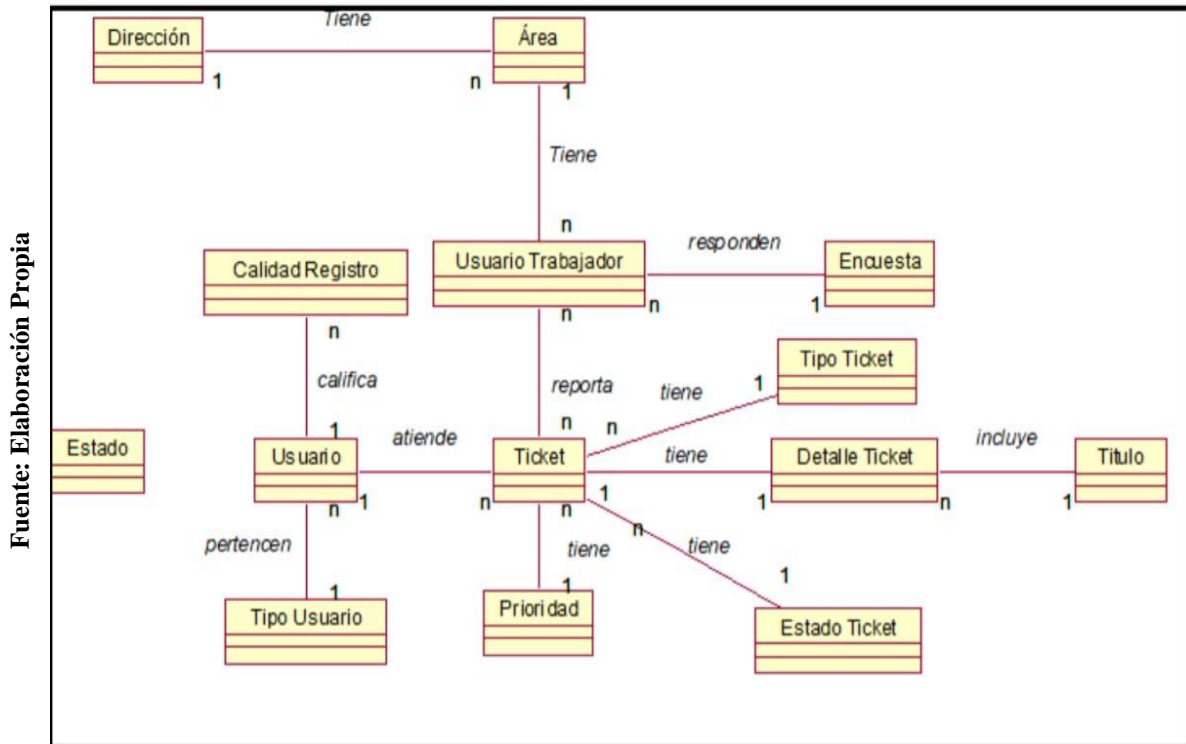 Tiene
Dirección
Área
1
n
1
Tiene
n
Calidad Registro
Usuario Trabajador
responden
Encuesta
n
n
n
1
califica
reporta
tiene
1
Tipo Ticket
1
n
n
Estado
Usuario
atiende
Ticket
tiene
Detalle Ticket
incluye
Titulo
n
1
n
n
1
n
1
n
1
pertencen
tiene
tiene
1
1
1
Tipo Usuario
Prioridad
Estado Ticket
Fuente: Elaboración Propia